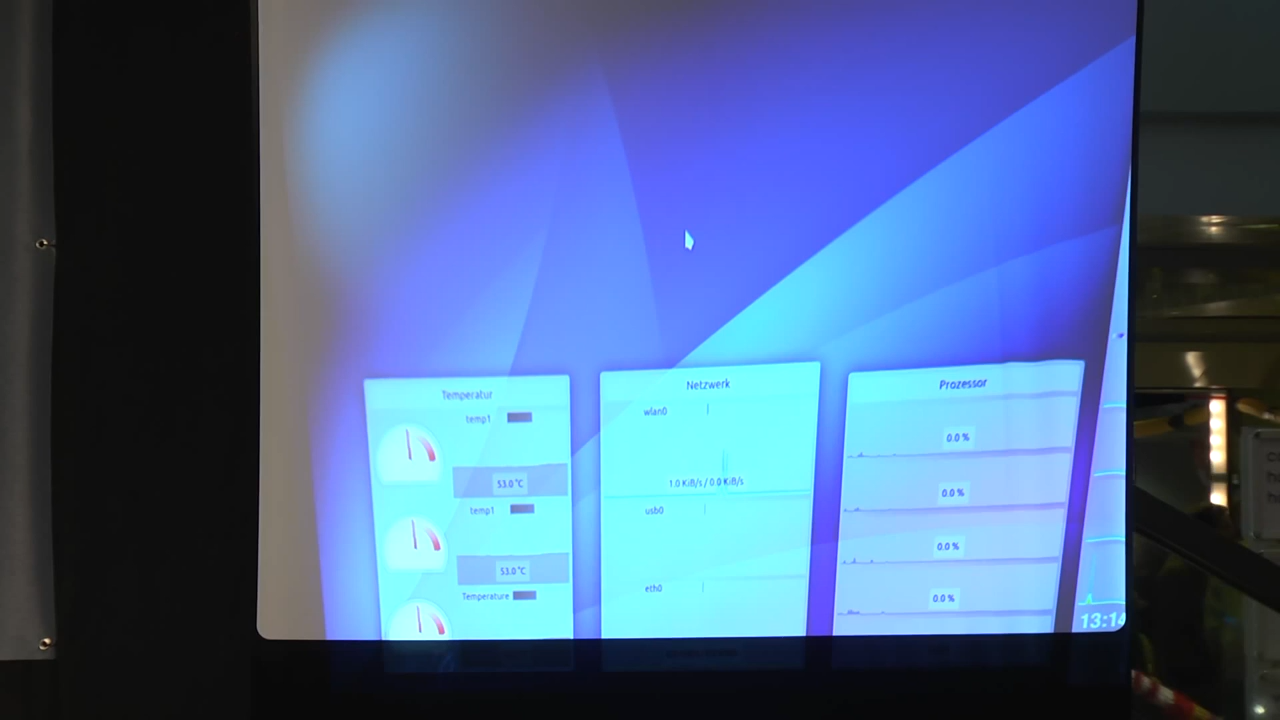 Temperatur
temp1
53.0 °C
temp1
53.0 °C
Temperature
Netzwerk
wlan0
1.0 KiB/s / 0.0 KiB/s
usb0
eth0
Prozessor
0.0 %
0.0 %
0.0 %
0.0 %
13:14